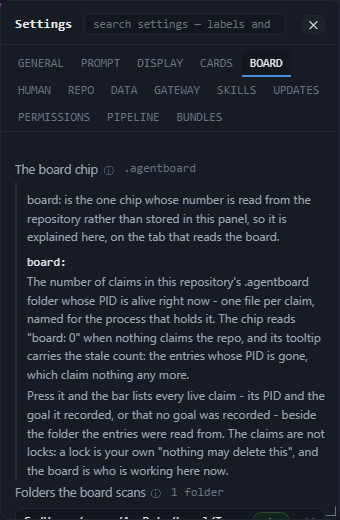 Settings
search settings — labels and
×
GENERAL PROMPT DISPLAY CARDS BOARD
HUMAN REPO DATA GATEWAY SKILLS UPDATES
PERMISSIONS PIPELINE BUNDLES
The board chip ⓘ .agentboard
board: is the one chip whose number is read from the
repository rather than stored in this panel, so it is
explained here, on the tab that reads the board.
board:
The number of claims in this repository's .agentboard
folder whose PID is alive right now - one file per claim,
named for the process that holds it. The chip reads
"board: 0" when nothing claims the repo, and its tooltip
carries the stale count: the entries whose PID is gone,
which claim nothing any more.
Press it and the bar lists every live claim - its PID and the
goal it recorded, or that no goal was recorded - beside
the folder the entries were read from. The claims are not
locks: a lock is your own "nothing may delete this", and
the board is who is working here now.
Folders the board scans ⓘ 1 folder